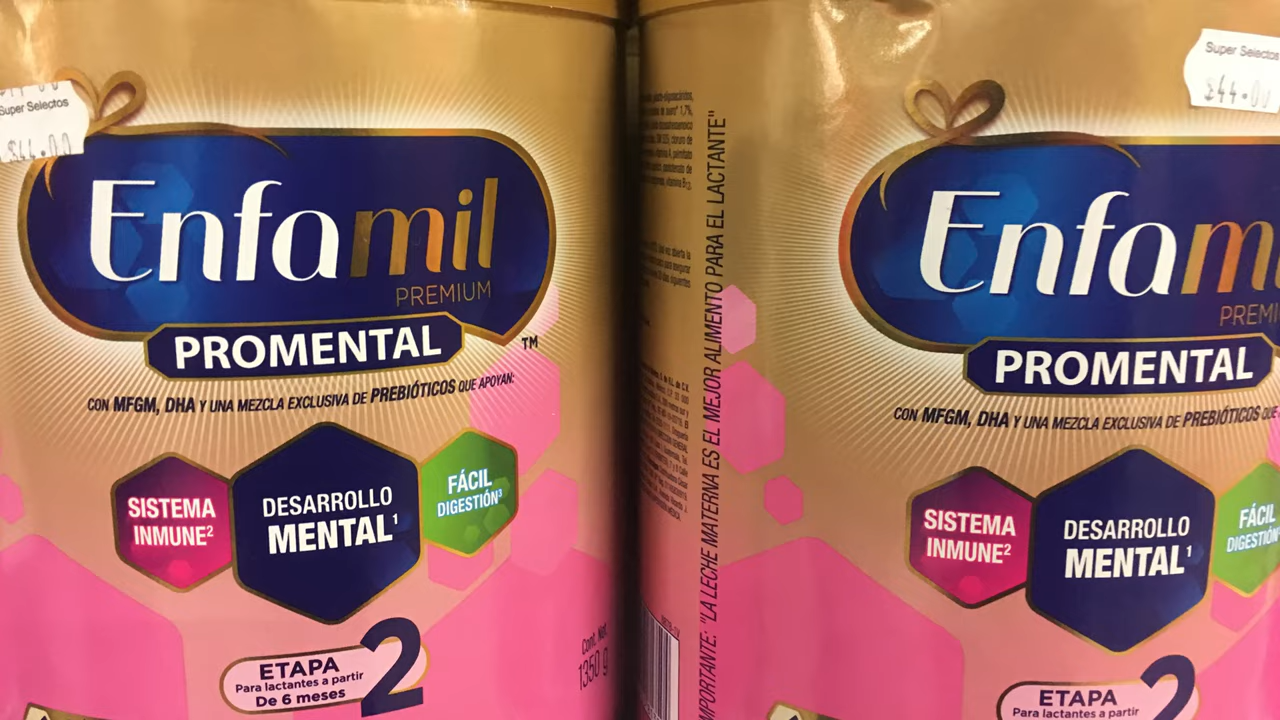 Super Selectos
$44.00
Enfamil
PREMIUM
PROMENTAL
TM
CON MFGM, DHA Y UNA MEZCLA EXCLUSIVA DE PREBIÓTICOS QUE APOYAN:
SISTEMA
INMUNE²
DESARROLLO
MENTAL¹
FÁCIL
DIGESTIÓN³
ETAPA 2
Para lactantes a partir
De 6 meses
Cont. Net.
1350 g
IMPORTANTE: "LA LECHE MATERNA ES EL MEJOR ALIMENTO PARA EL LACTANTE"
Super Selectos
$44.00
Enfam
PREMI
PROMENTAL
CON MFGM, DHA Y UNA MEZCLA EXCLUSIVA DE PREBIÓTICOS QUE
SISTEMA
INMUNE²
DESARROLLO
MENTAL¹
FÁCIL
DIGESTIÓN
ETAPA 2
Para lactantes a partir